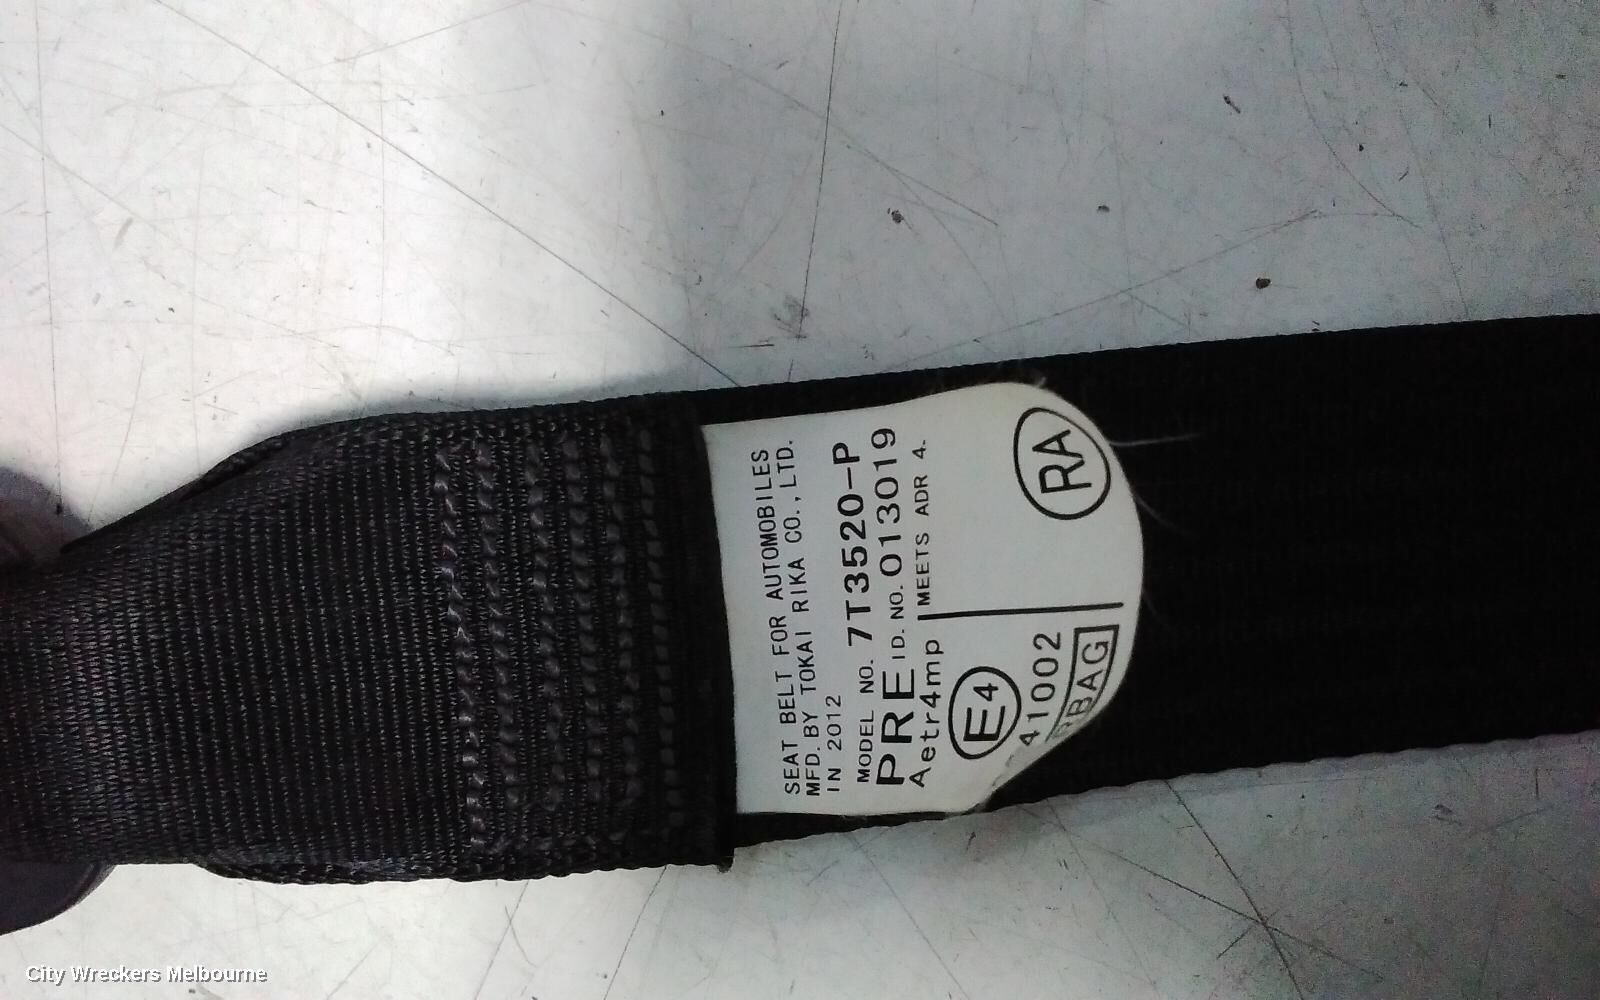 SEAT BELT FOR AUTOMOBILES
MFD. BY TOKAI RIKA CO., LTD.
IN 2012
MODEL NO. 7T3520-P
PRE ID. NO. 0133019
Aetr4mp MEETS ADR 4.
E4
41002
RA
City Wreckers Melbourne